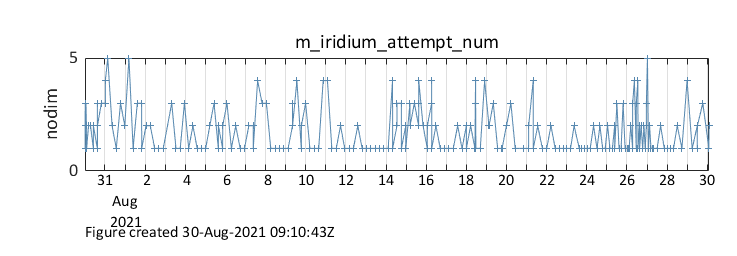 m_iridium_attempt_num
5
nodim
0
31 2 4 6 8 10 12 14 16 18 20 22 24 26 28 30
Aug
2021
Figure created 30-Aug-2021 09:10:43Z